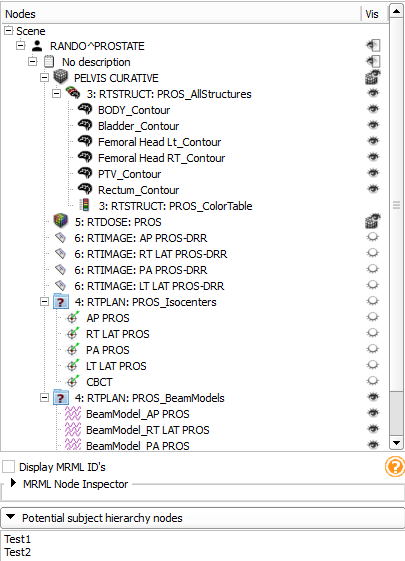 Nodes Vis
Scene
RANDO^PROSTATE
No description
PELVIS CURATIVE
3: RTSTRUCT: PROS_AllStructures
BODY_Contour
Bladder_Contour
Femoral Head Lt_Contour
Femoral Head RT_Contour
PTV_Contour
Rectum_Contour
3: RTSTRUCT: PROS_ColorTable
5: RTDOSE: PROS
6: RTIMAGE: AP PROS-DRR
6: RTIMAGE: RT LAT PROS-DRR
6: RTIMAGE: PA PROS-DRR
6: RTIMAGE: LT LAT PROS-DRR
4: RTPLAN: PROS_Isocenters
AP PROS
RT LAT PROS
PA PROS
LT LAT PROS
CBCT
4: RTPLAN: PROS_BeamModels
BeamModel_AP PROS
BeamModel_RT LAT PROS
BeamModel_PA PROS
Display MRML ID's
MRML Node Inspector
Potential subject hierarchy nodes
Test1
Test2